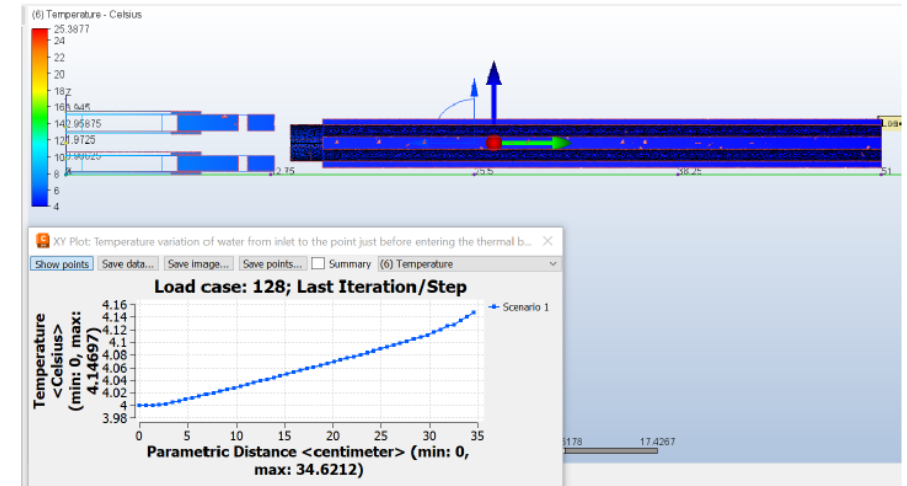 (6) Temperature - Celsius
25.3877
24
22
20
18
Z
16
14
12
10
8
6
4
12.95875
5.5
38.25
51
XY Plot: Temperature variation of water from inlet to the point just before entering the thermal b...
Show points Save data... Save image... Save points... Summary (6) Temperature
Load case: 128; Last Iteration/Step
Temperature
<Celsius>
(min: 0, max:
4.14697)
4.16
4.14
4.12
4.1
4.08
4.06
4.04
4.02
4
3.98
Scenario 1
0 5 10 15 20 25 30 35
Parametric Distance <centimeter> (min: 0,
max: 34.6212)
17.4267